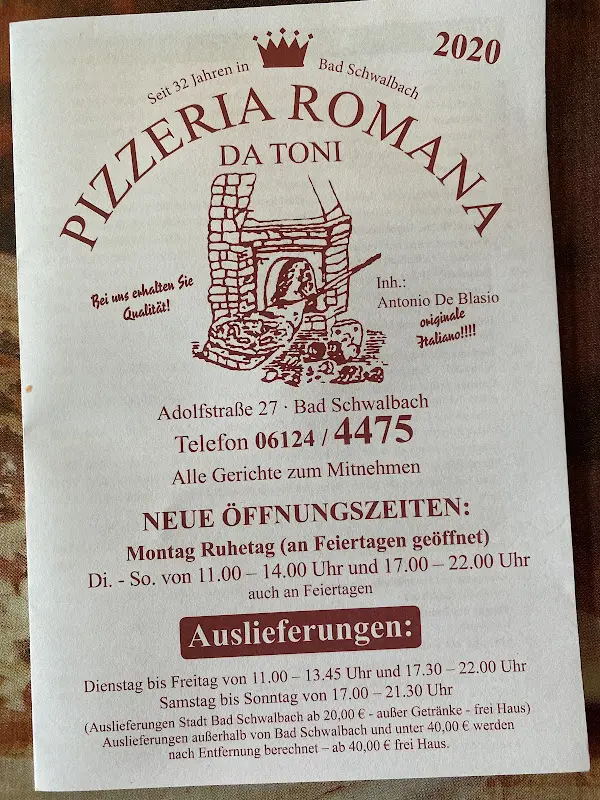 2020
Seit 32 Jahren in Bad Schwalbach
PIZZERIA ROMANA
DA TONI
Bei uns erhalten Sie
Qualität!
Inh.:
Antonio De Blasio
originale
Italiano!!!!
Adolfstraße 27 · Bad Schwalbach
Telefon 06124 / 4475
Alle Gerichte zum Mitnehmen
NEUE ÖFFNUNGSZEITEN:
Montag Ruhetag (an Feiertagen geöffnet)
Di. - So. von 11.00 – 14.00 Uhr und 17.00 – 22.00 Uhr
auch an Feiertagen
Auslieferungen:
Dienstag bis Freitag von 11.00 – 13.45 Uhr und 17.30 – 22.00 Uhr
Samstag bis Sonntag von 17.00 – 21.30 Uhr
(Auslieferungen Stadt Bad Schwalbach ab 20,00 € - außer Getränke - frei Haus)
Auslieferungen außerhalb von Bad Schwalbach und unter 40,00 € werden
nach Entfernung berechnet – ab 40,00 € frei Haus.